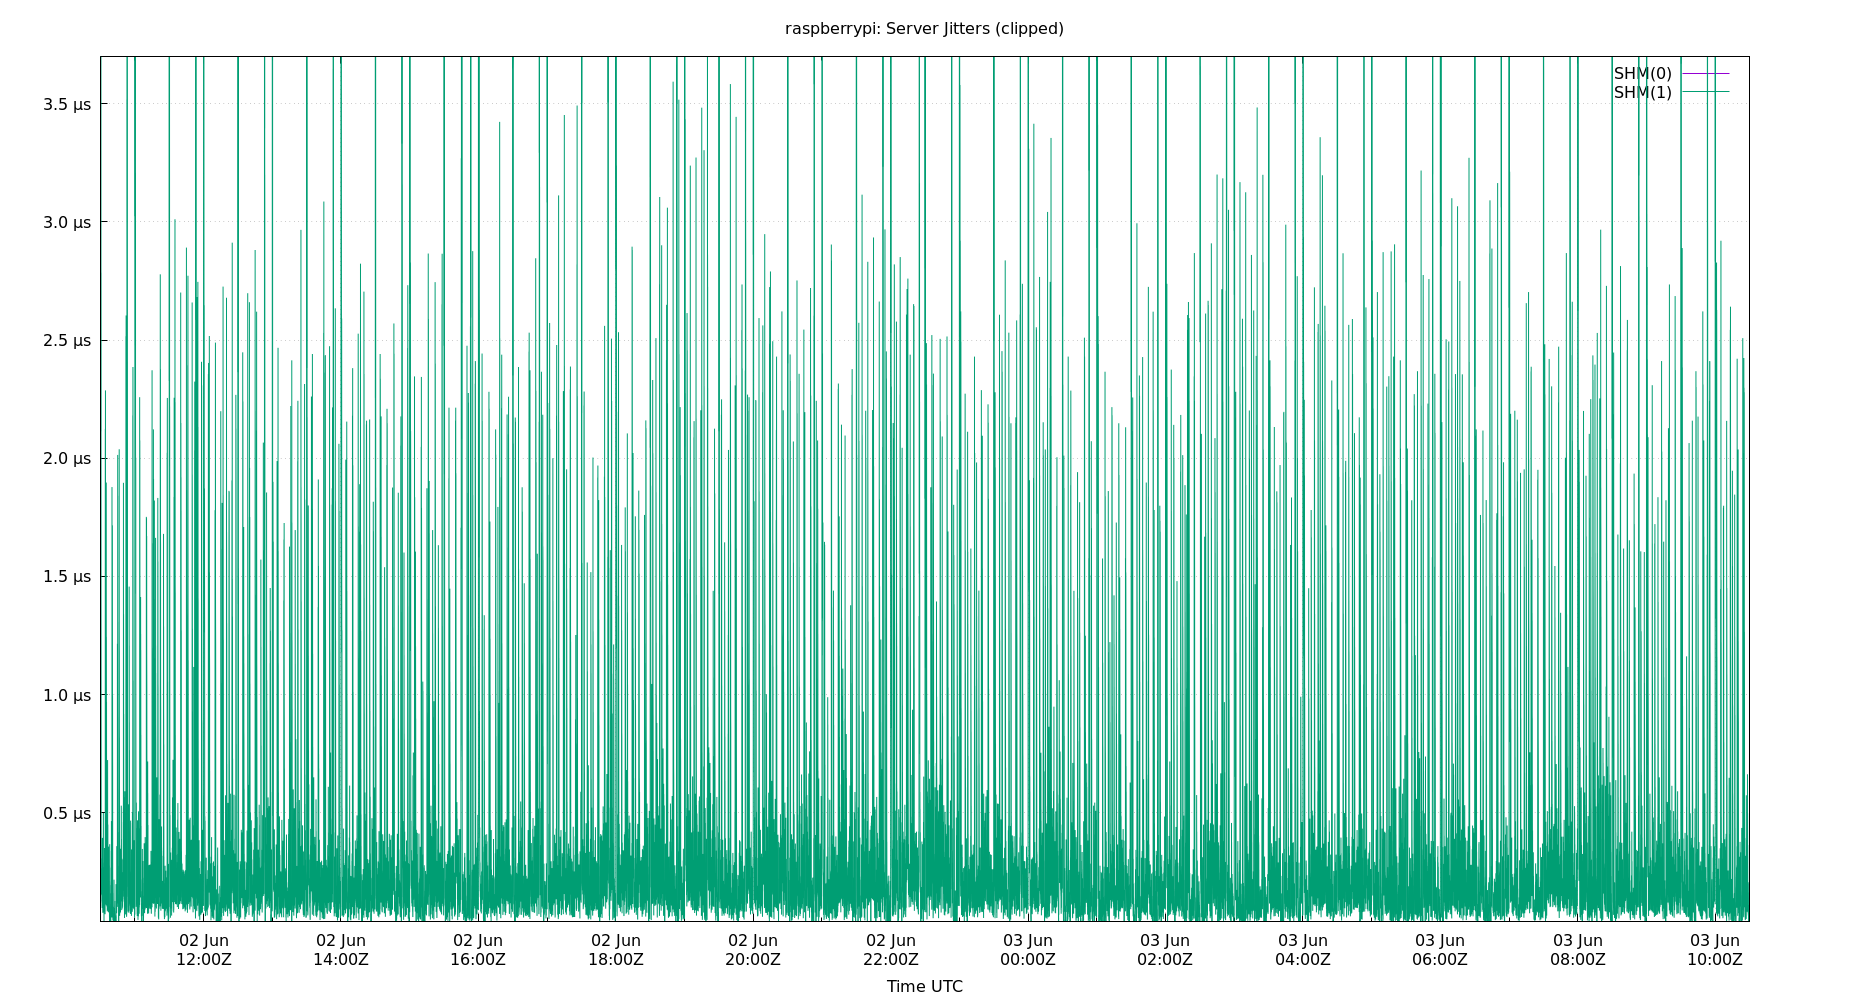 raspberrypi: Server Jitters (clipped)
SHM(0)
SHM(1)
3.5 µs
3.0 µs
2.5 µs
2.0 µs
1.5 µs
1.0 µs
0.5 µs
02 Jun 02 Jun 02 Jun 02 Jun 02 Jun 02 Jun 03 Jun 03 Jun 03 Jun 03 Jun 03 Jun 03 Jun
12:00Z 14:00Z 16:00Z 18:00Z 20:00Z 22:00Z 00:00Z 02:00Z 04:00Z 06:00Z 08:00Z 10:00Z
Time UTC